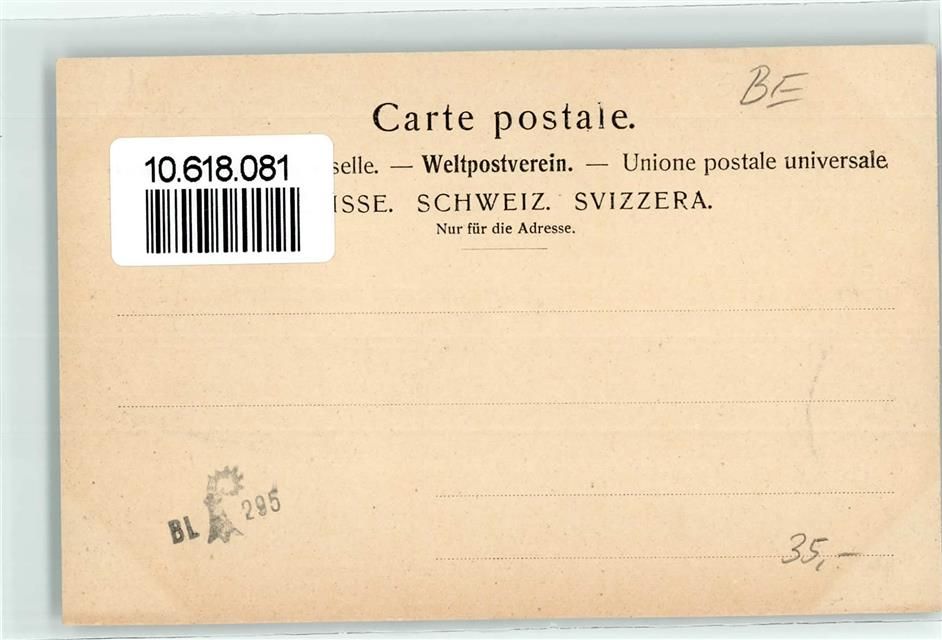 BE
Carte postale.
10.618.081
selle. — Weltpostverein. — Unione postale universale
ISSE. SCHWEIZ. SVIZZERA.
Nur für die Adresse.
BL 295
35,-